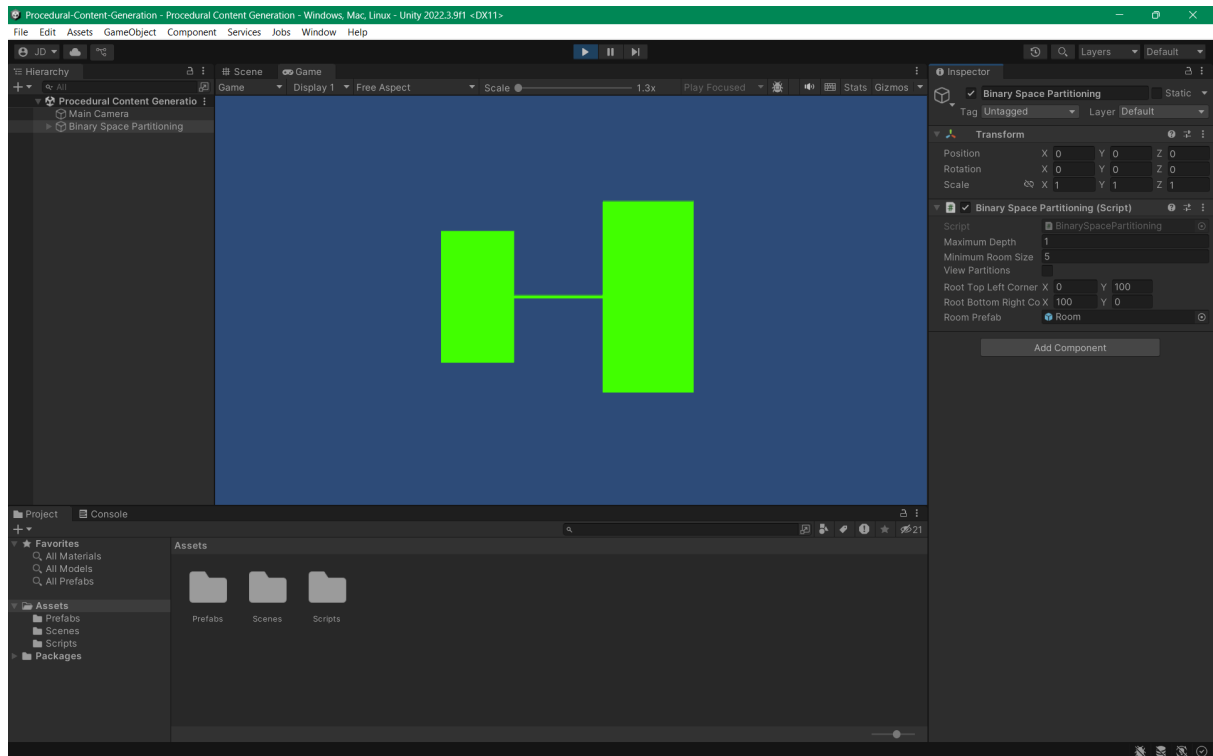 Procedural-Content-Generation - Procedural Content Generation - Windows, Mac, Linux - Unity 2022.3.9f1 <DX11>
File Edit Assets GameObject Component Services Jobs Window Help
JD Layers Default
Hierarchy Scene Game Inspector
All Game Display 1 Free Aspect Scale 1.3x Play Focused Stats Gizmos
Binary Space Partitioning Static
Procedural Content Generatio
Main Camera
Binary Space Partitioning
Tag Untagged Layer Default
Transform
Position X 0 Y 0 Z 0
Rotation X 0 Y 0 Z 0
Scale X 1 Y 1 Z 1
Binary Space Partitioning (Script)
Script BinarySpacePartitioning
Maximum Depth 1
Minimum Room Size 5
View Partitions
Root Top Left Corner X 0 Y 100
Root Bottom Right Co X 100 Y 0
Room Prefab Room
Add Component
Project Console
21
Favorites
All Materials
All Models
All Prefabs
Assets
Prefabs
Scenes
Scripts
Packages
Assets
Prefabs Scenes Scripts